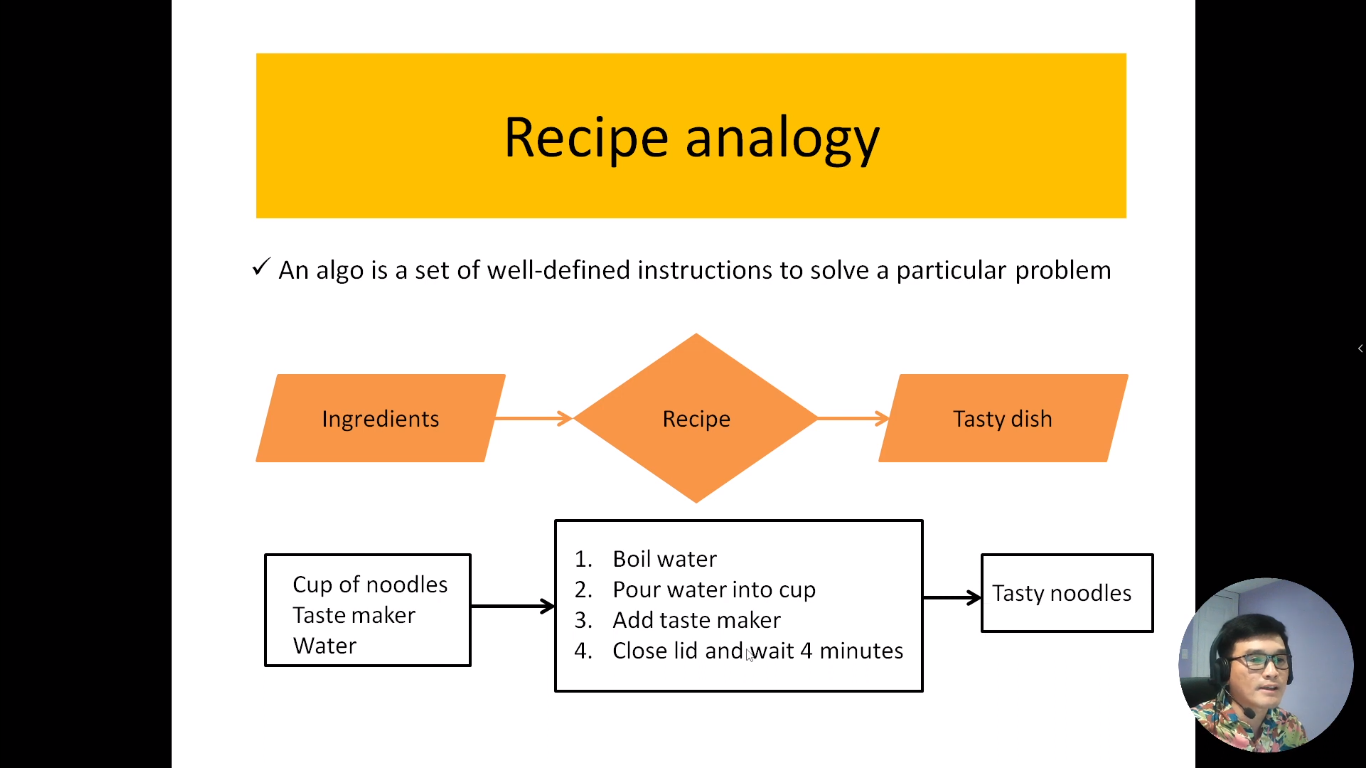 Recipe analogy
✓ An algo is a set of well-defined instructions to solve a particular problem
Ingredients
Recipe
Tasty dish
Cup of noodles
Taste maker
Water
1. Boil water
2. Pour water into cup
3. Add taste maker
4. Close lid and wait 4 minutes
Tasty noodles